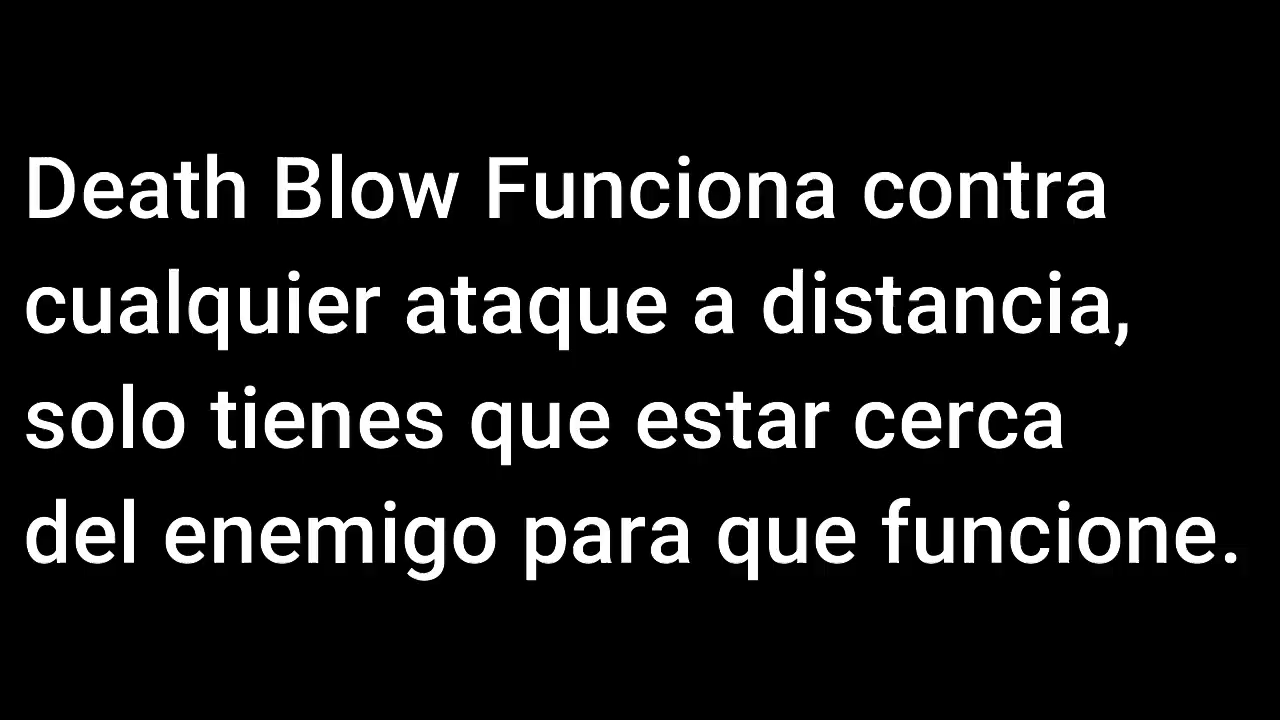 Death Blow Funciona contra
cualquier ataque a distancia,
solo tienes que estar cerca
del enemigo para que funcione.